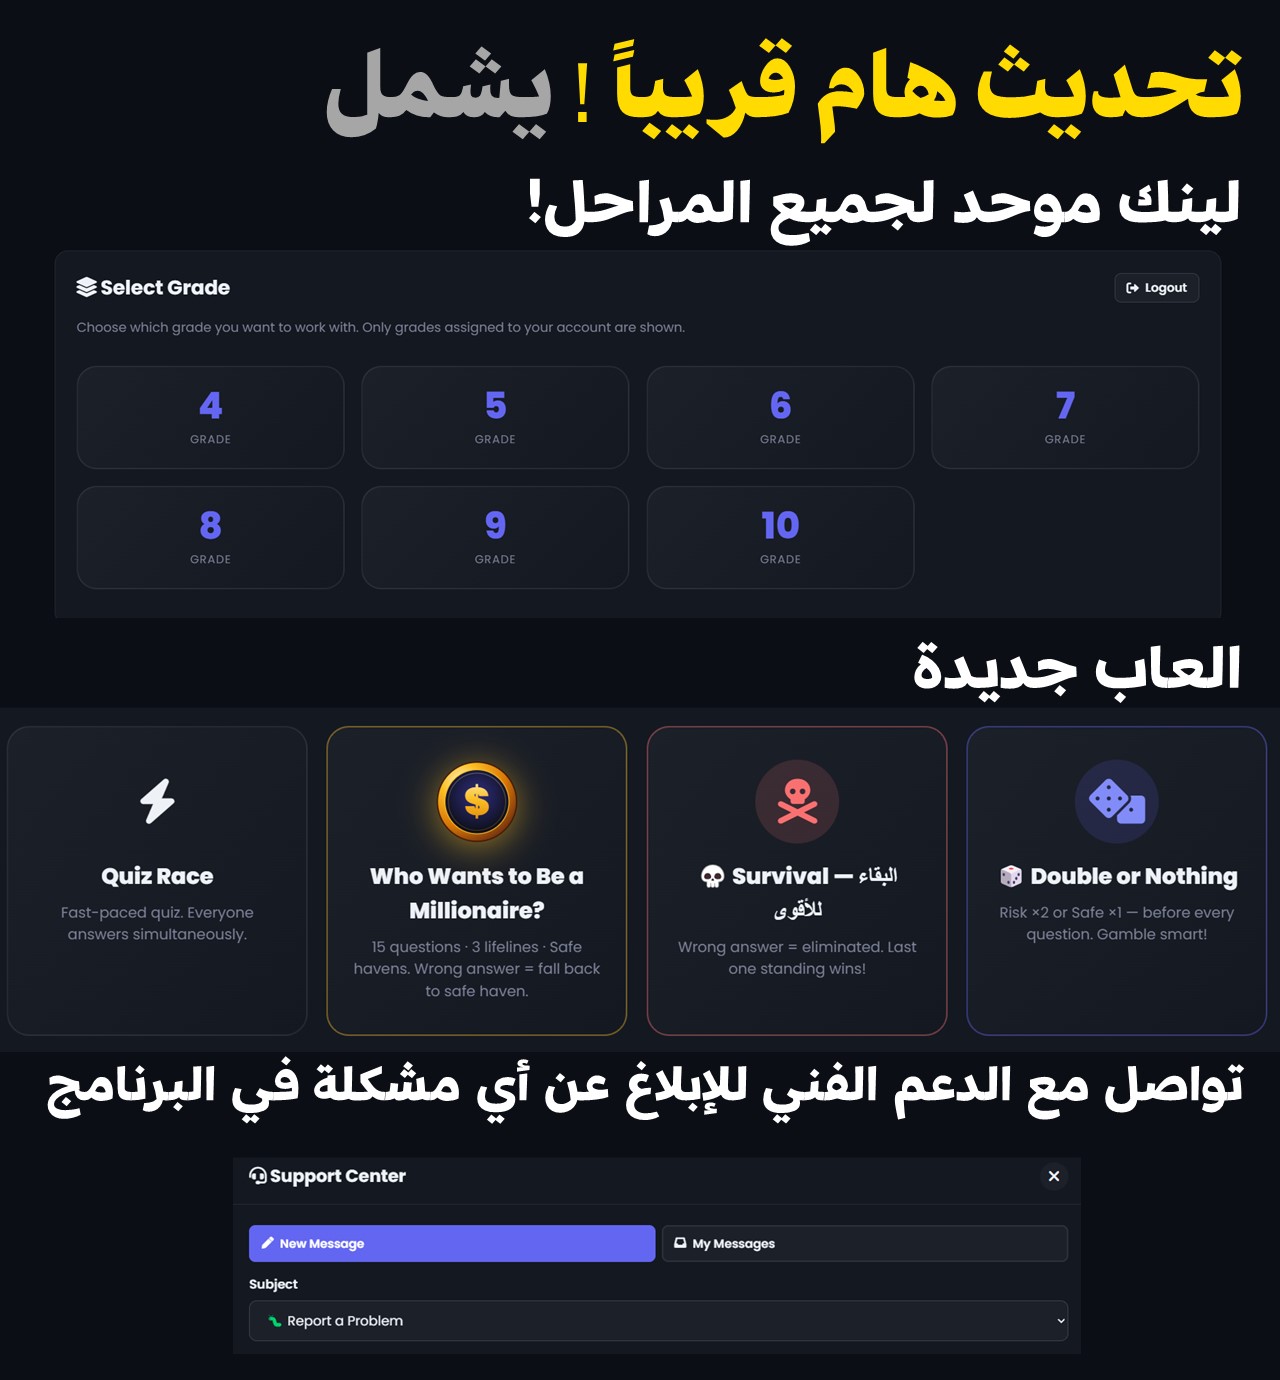 تحديث هام قريباً ! يشمل
لينك موحد لجميع المراحل!
Select Grade
Logout
Choose which grade you want to work with. Only grades assigned to your account are shown.
4
GRADE
5
GRADE
6
GRADE
7
GRADE
8
GRADE
9
GRADE
10
GRADE
العاب جديدة
Quiz Race
Fast-paced quiz. Everyone
answers simultaneously.
$
Who Wants to Be a
Millionaire?
15 questions · 3 lifelines · Safe
havens. Wrong answer = fall back
to safe haven.
💀 Survival — البقاء
للأقوى
Wrong answer = eliminated. Last
one standing wins!
🎲 Double or Nothing
Risk ×2 or Safe ×1 — before every
question. Gamble smart!
تواصل مع الدعم الفني للإبلاغ عن أي مشكلة في البرنامج
Support Center
New Message
My Messages
Subject
🐛 Report a Problem